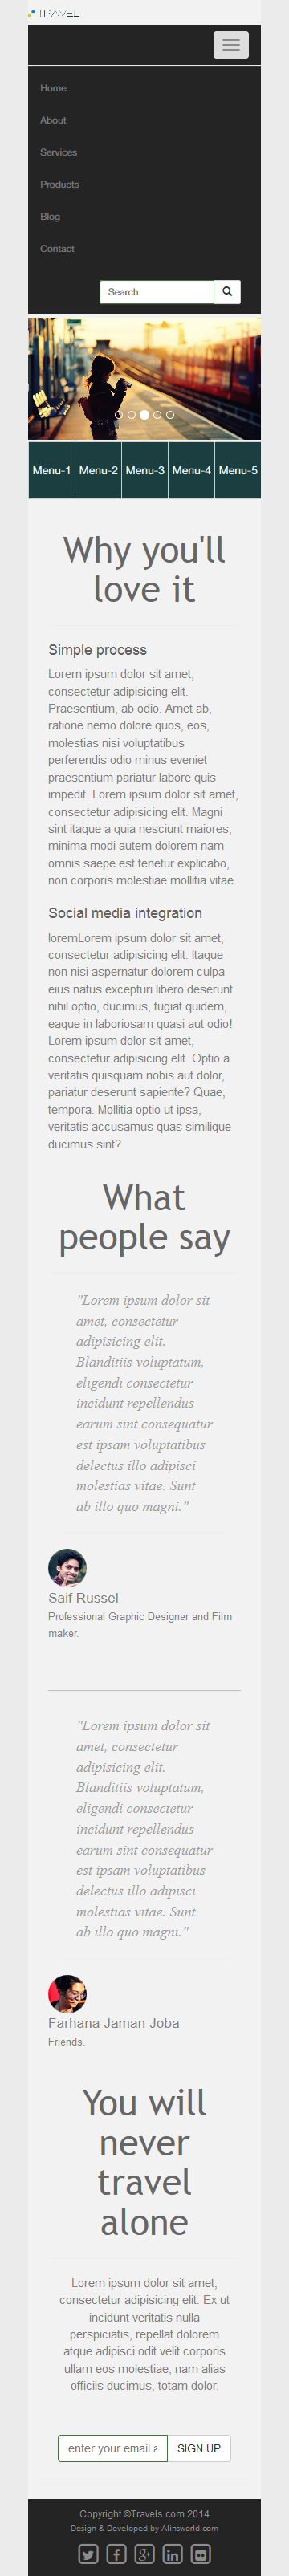 TRAVEL
Home
About
Services
Products
Blog
Contact
Search
Menu-1 Menu-2 Menu-3 Menu-4 Menu-5
Why you'll
love it
Simple process
Lorem ipsum dolor sit amet,
consectetur adipisicing elit.
Praesentium, ab odio. Amet ab,
ratione nemo dolore quos, eos,
molestias nisi voluptatibus
perferendis odio minus eveniet
praesentium pariatur labore quis
impedit. Lorem ipsum dolor sit amet,
consectetur adipisicing elit. Magni
sint itaque a quia nesciunt maiores,
minima modi autem dolorem nam
omnis saepe est tenetur explicabo,
non corporis molestiae mollitia vitae.
Social media integration
loremLorem ipsum dolor sit amet,
consectetur adipisicing elit. Itaque
non nisi aspernatur dolorem culpa
eius natus excepturi libero deserunt
nihil optio, ducimus, fugiat quidem,
eaque in laboriosam quasi aut odio!
Lorem ipsum dolor sit amet,
consectetur adipisicing elit. Optio a
veritatis quisquam nobis aut dolor,
pariatur deserunt sapiente? Quae,
tempora. Mollitia optio ut ipsa,
veritatis accusamus quas similique
ducimus sint?
What
people say
"Lorem ipsum dolor sit
amet, consectetur
adipisicing elit.
Blanditiis voluptatum,
eligendi consectetur
incidunt repellendus
earum sint consequatur
est ipsam voluptatibus
delectus illo adipisci
molestias vitae. Sunt
ab illo quo magni."
Saif Russel
Professional Graphic Designer and Film
maker.
"Lorem ipsum dolor sit
amet, consectetur
adipisicing elit.
Blanditiis voluptatum,
eligendi consectetur
incidunt repellendus
earum sint consequatur
est ipsam voluptatibus
delectus illo adipisci
molestias vitae. Sunt
ab illo quo magni."
Farhana Jaman Joba
Friends.
You will
never
travel
alone
Lorem ipsum dolor sit amet,
consectetur adipisicing elit. Ex ut
incidunt veritatis nulla
perspiciatis, repellat dolorem
atque adipisci odit velit corporis
ullam eos molestiae, nam alias
officiis ducimus, totam dolor.
enter your email a SIGN UP
Copyright ©Travels.com 2014
Design & Developed by Alinsworld.com